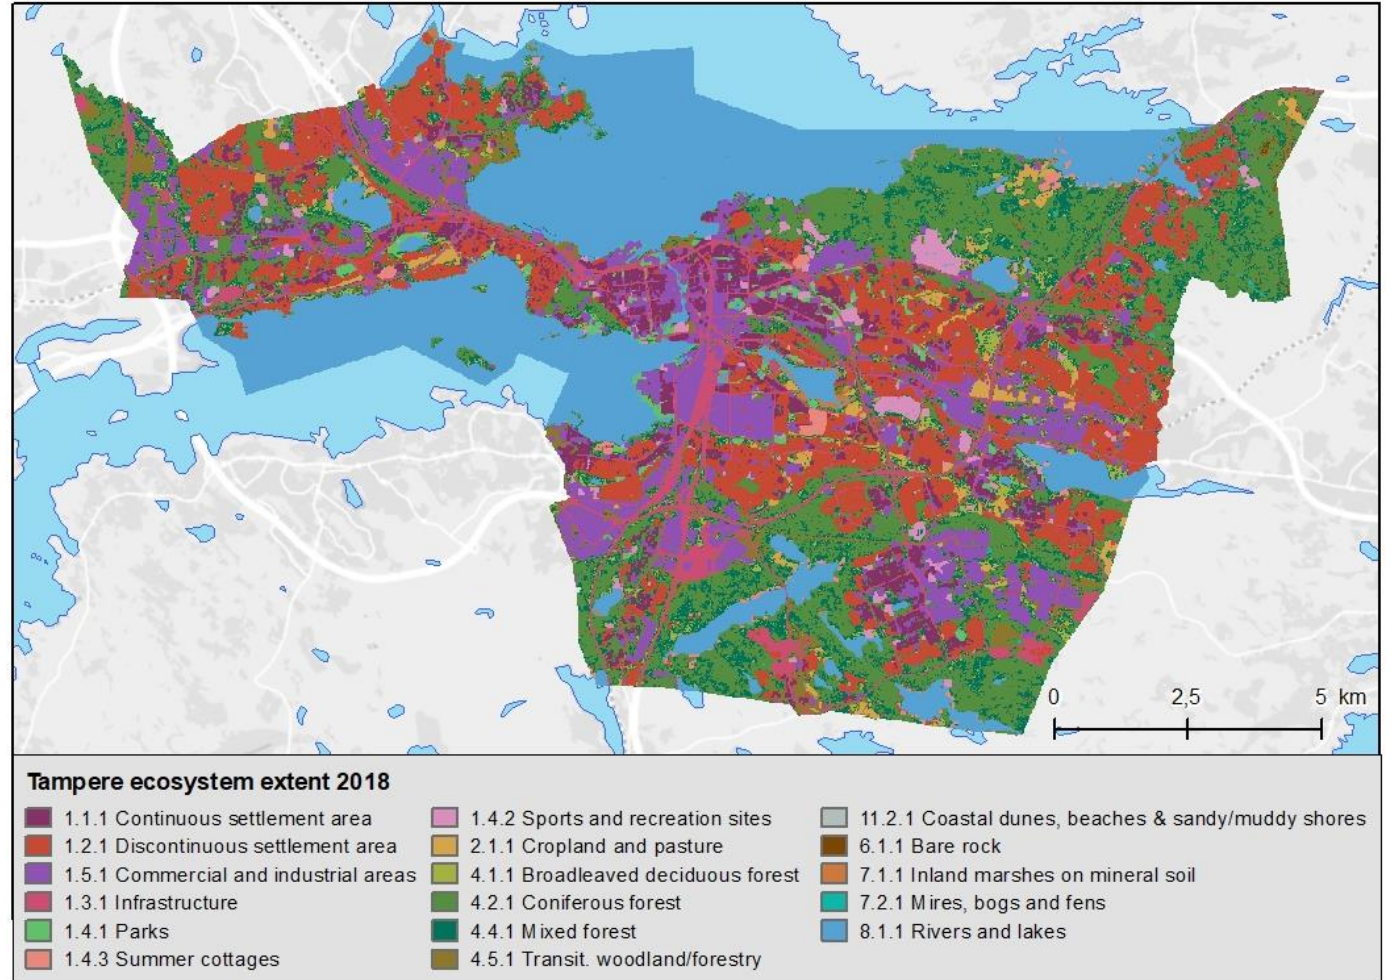 0 2,5 5 km
Tampere ecosystem extent 2018
1.1.1 Continuous settlement area
1.2.1 Discontinuous settlement area
1.5.1 Commercial and industrial areas
1.3.1 Infrastructure
1.4.1 Parks
1.4.3 Summer cottages
1.4.2 Sports and recreation sites
2.1.1 Cropland and pasture
4.1.1 Broadleaved deciduous forest
4.2.1 Coniferous forest
4.4.1 Mixed forest
4.5.1 Transit. woodland/forestry
11.2.1 Coastal dunes, beaches & sandy/muddy shores
6.1.1 Bare rock
7.1.1 Inland marshes on mineral soil
7.2.1 Mires, bogs and fens
8.1.1 Rivers and lakes